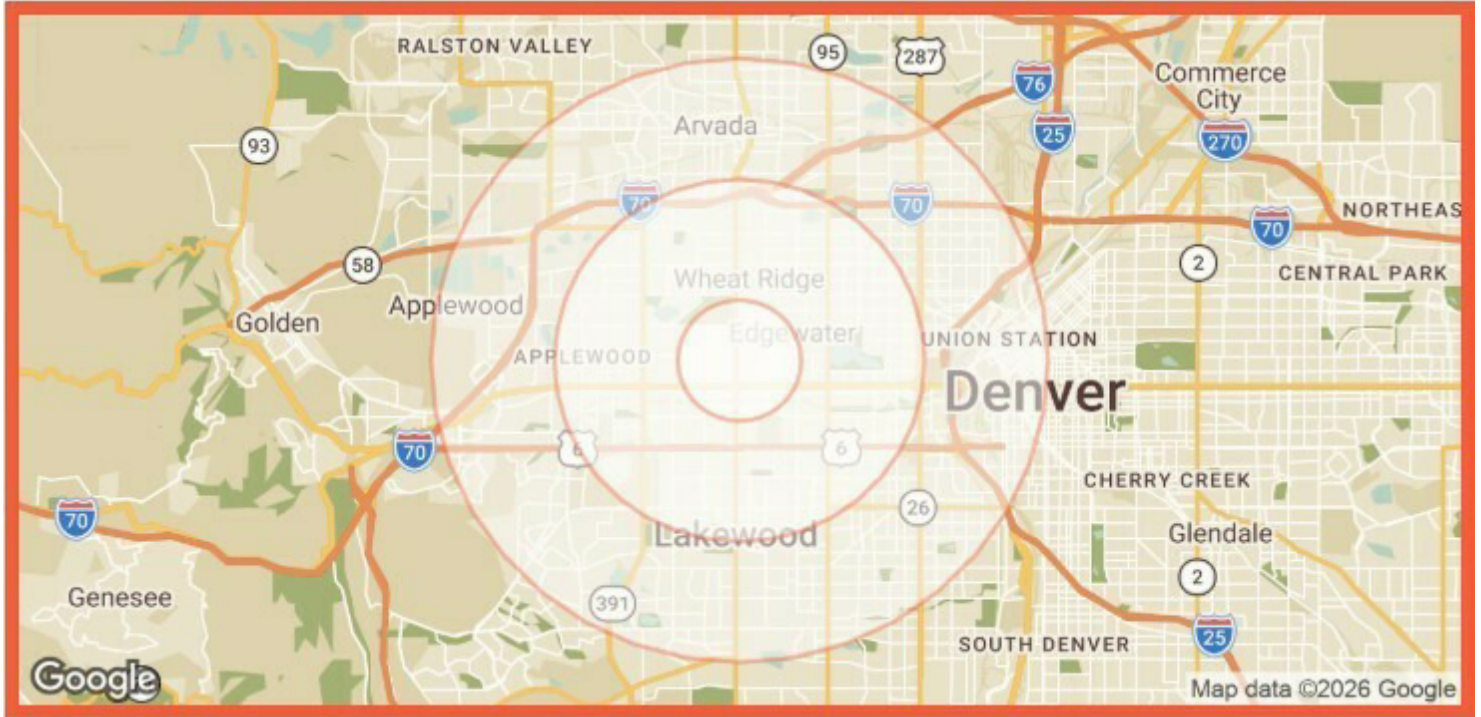 RALSTON VALLEY
95
287
76
Commerce
City
Arvada
25
270
93
70
70
NORTHEAS
70
58
2
CENTRAL PARK
Wheat Ridge
Applewood
Golden
Edgewater
UNION STATION
APPLEWOOD
Denver
70
6
6
CHERRY CREEK
26
70
Lakewood
Glendale
2
Genesee
391
25
SOUTH DENVER
Google
Map data ©2026 Google